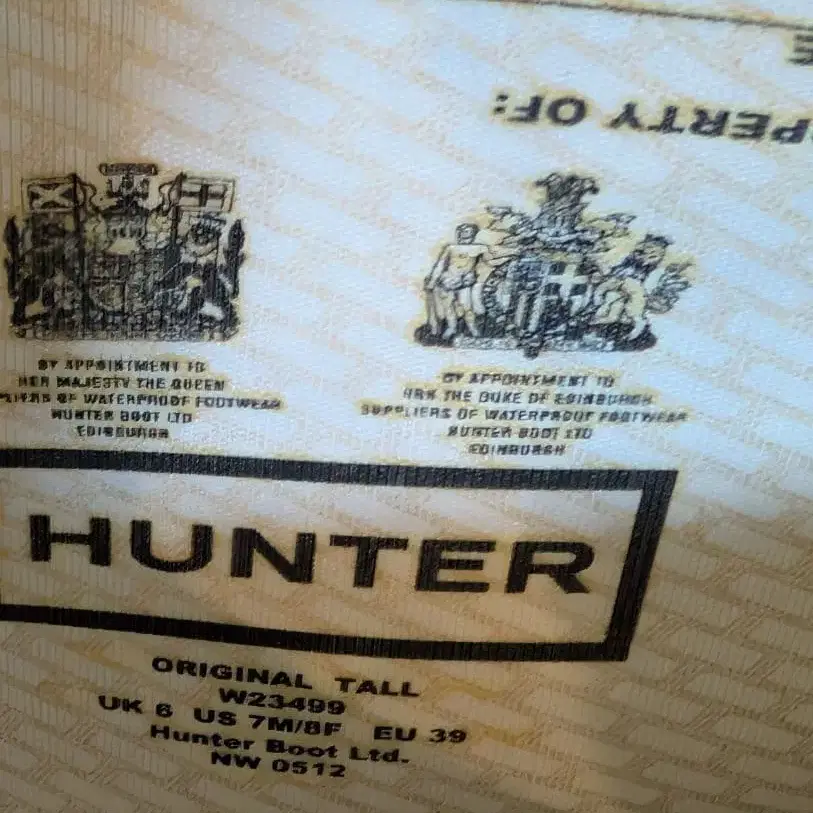 PERTY OF:
BY APPOINTMENT TO
HER MAJESTY THE QUEEN
PLIERS OF WATERPROOF FOOTWEAR
HUNTER BOOT LTD
EDINBURGH
BY APPOINTMENT TO
HRH THE DUKE OF EDINBURGH
SUPPLIERS OF WATERPROOF FOOTWEAR
HUNTER BOOT LTD
EDINBURGH
HUNTER
ORIGINAL TALL
W23499
UK 6 US 7M/8F EU 39
Hunter Boot Ltd.
NW 0512